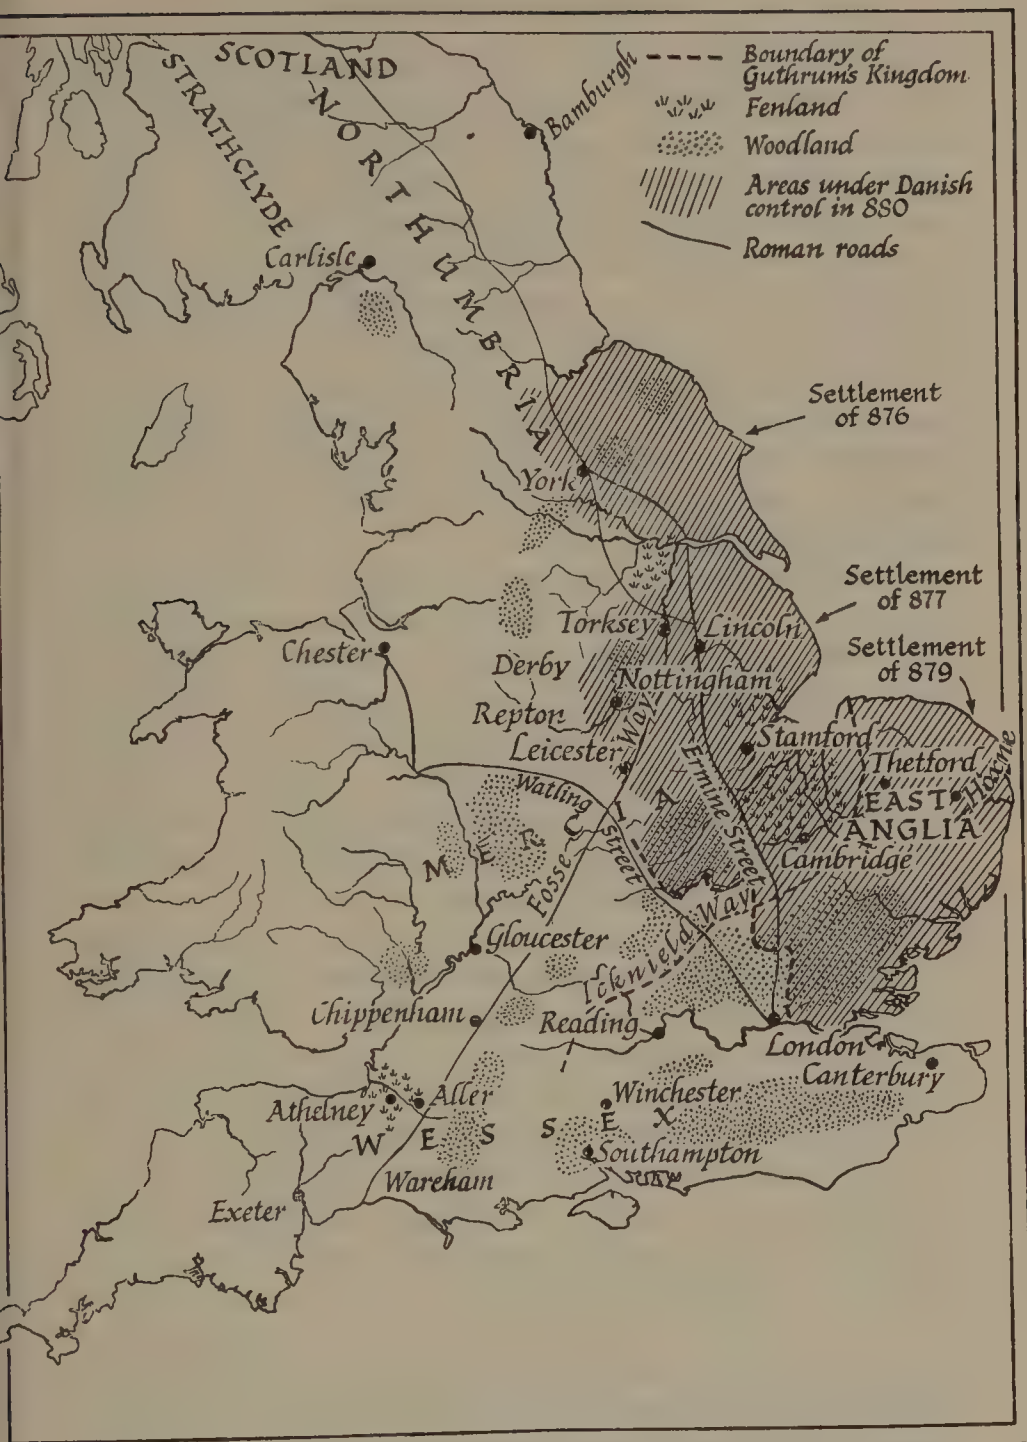 SCOTLAND
STRATHCLYDE
NORTHUMBRIA
Bamburgh
Boundary of
Guthrum's Kingdom
Fenland
Woodland
Areas under Danish
control in 880
Roman roads
Carlisle
Settlement
of 876
York
Settlement
of 877
Torksey
Lincoln
Chester
Settlement
of 879
Derby
Nottingham
Repton
Leicester
Stamford
Thetford
Hoxne
EAST
ANGLIA
Cambridge
Watling
Street
Ermine Street
Fosse Way
MERCIA
Icknield Way
Gloucester
Chippenham
Reading
London
Canterbury
Athelney
Aller
Winchester
WESSEX
Southampton
Wareham
Exeter